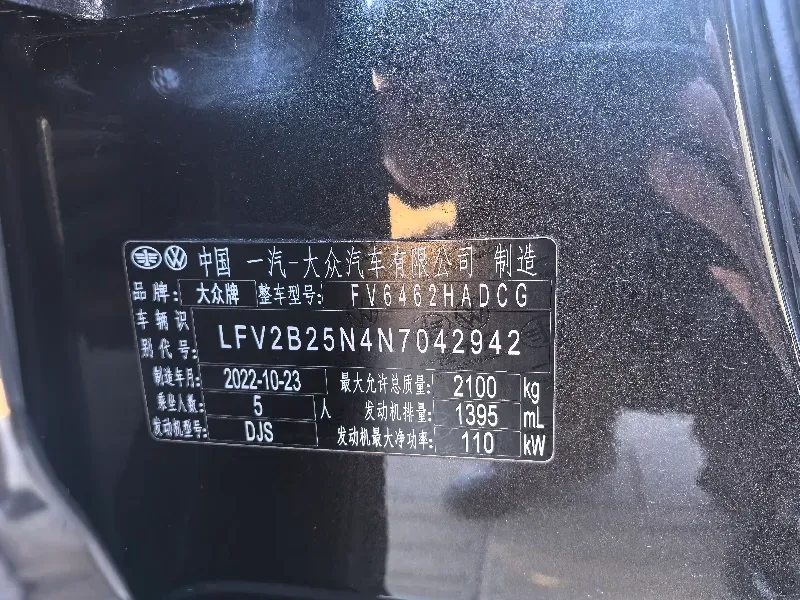 中国 一汽-大众汽车有限公司 制造
品牌: 大众牌 整车型号: FV6462HADCG
车辆识别代号: LFV2B25N4N7042942
制造年月: 2022-10-23 最大允许总质量: 2100 kg
乘坐人数: 5 人 发动机排量: 1395 mL
发动机型号: DJS 发动机最大净功率: 110 kW